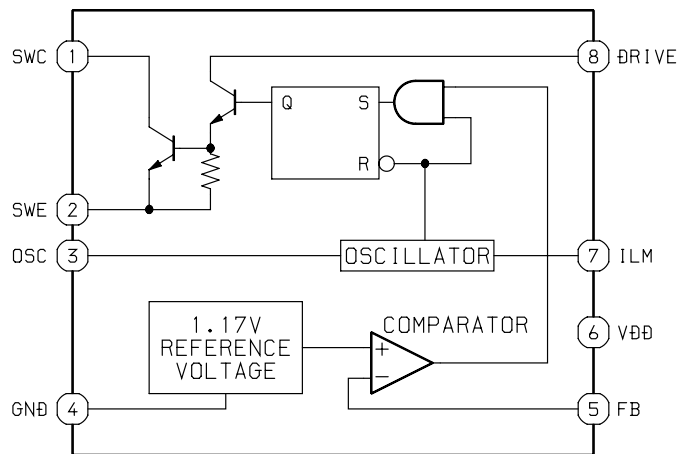 SWC 1
8 DRIVE
Q S
R
SWE 2
OSC 3
OSCILLATOR
7 ILM
1.17V
REFERENCE
VOLTAGE
COMPARATOR
+
−
6 VDD
GND 4
5 FB